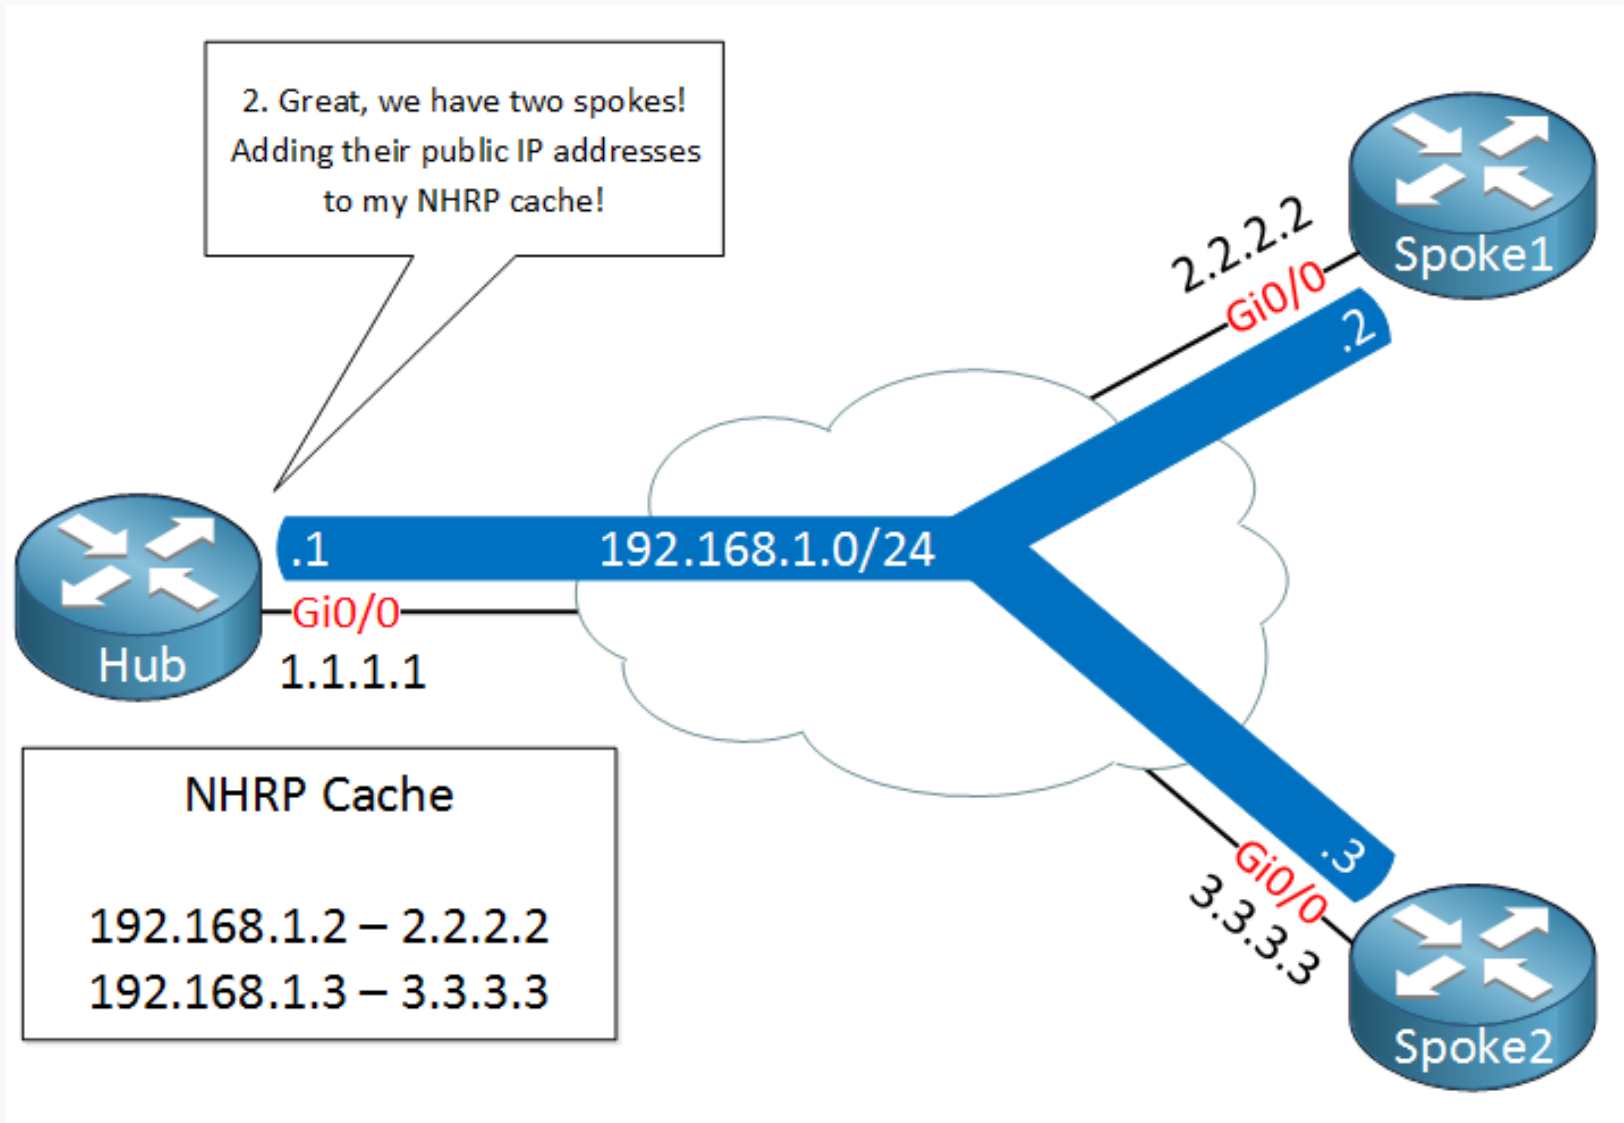 2. Great, we have two spokes!
Adding their public IP addresses
to my NHRP cache!
2.2.2.2
Gi0/0
Spoke1
.2
.1
192.168.1.0/24
Gi0/0
1.1.1.1
Hub
NHRP Cache
192.168.1.2 – 2.2.2.2
192.168.1.3 – 3.3.3.3
.3
Gi0/0
3.3.3.3
Spoke2